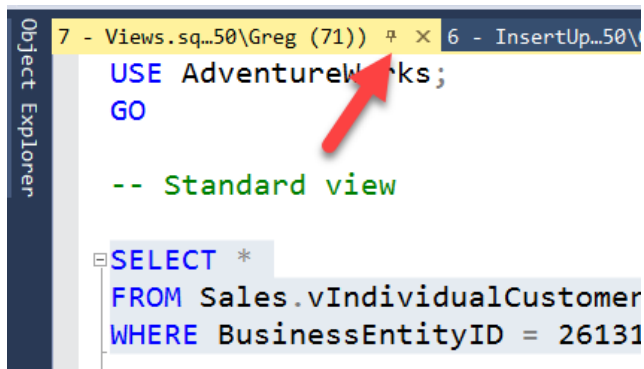 Object Explorer
7 - Views.sq...50\Greg (71)) 6 - InsertUp...50\
USE AdventureWorks;
GO
-- Standard view
SELECT *
FROM Sales.vIndividualCustomer
WHERE BusinessEntityID = 26131